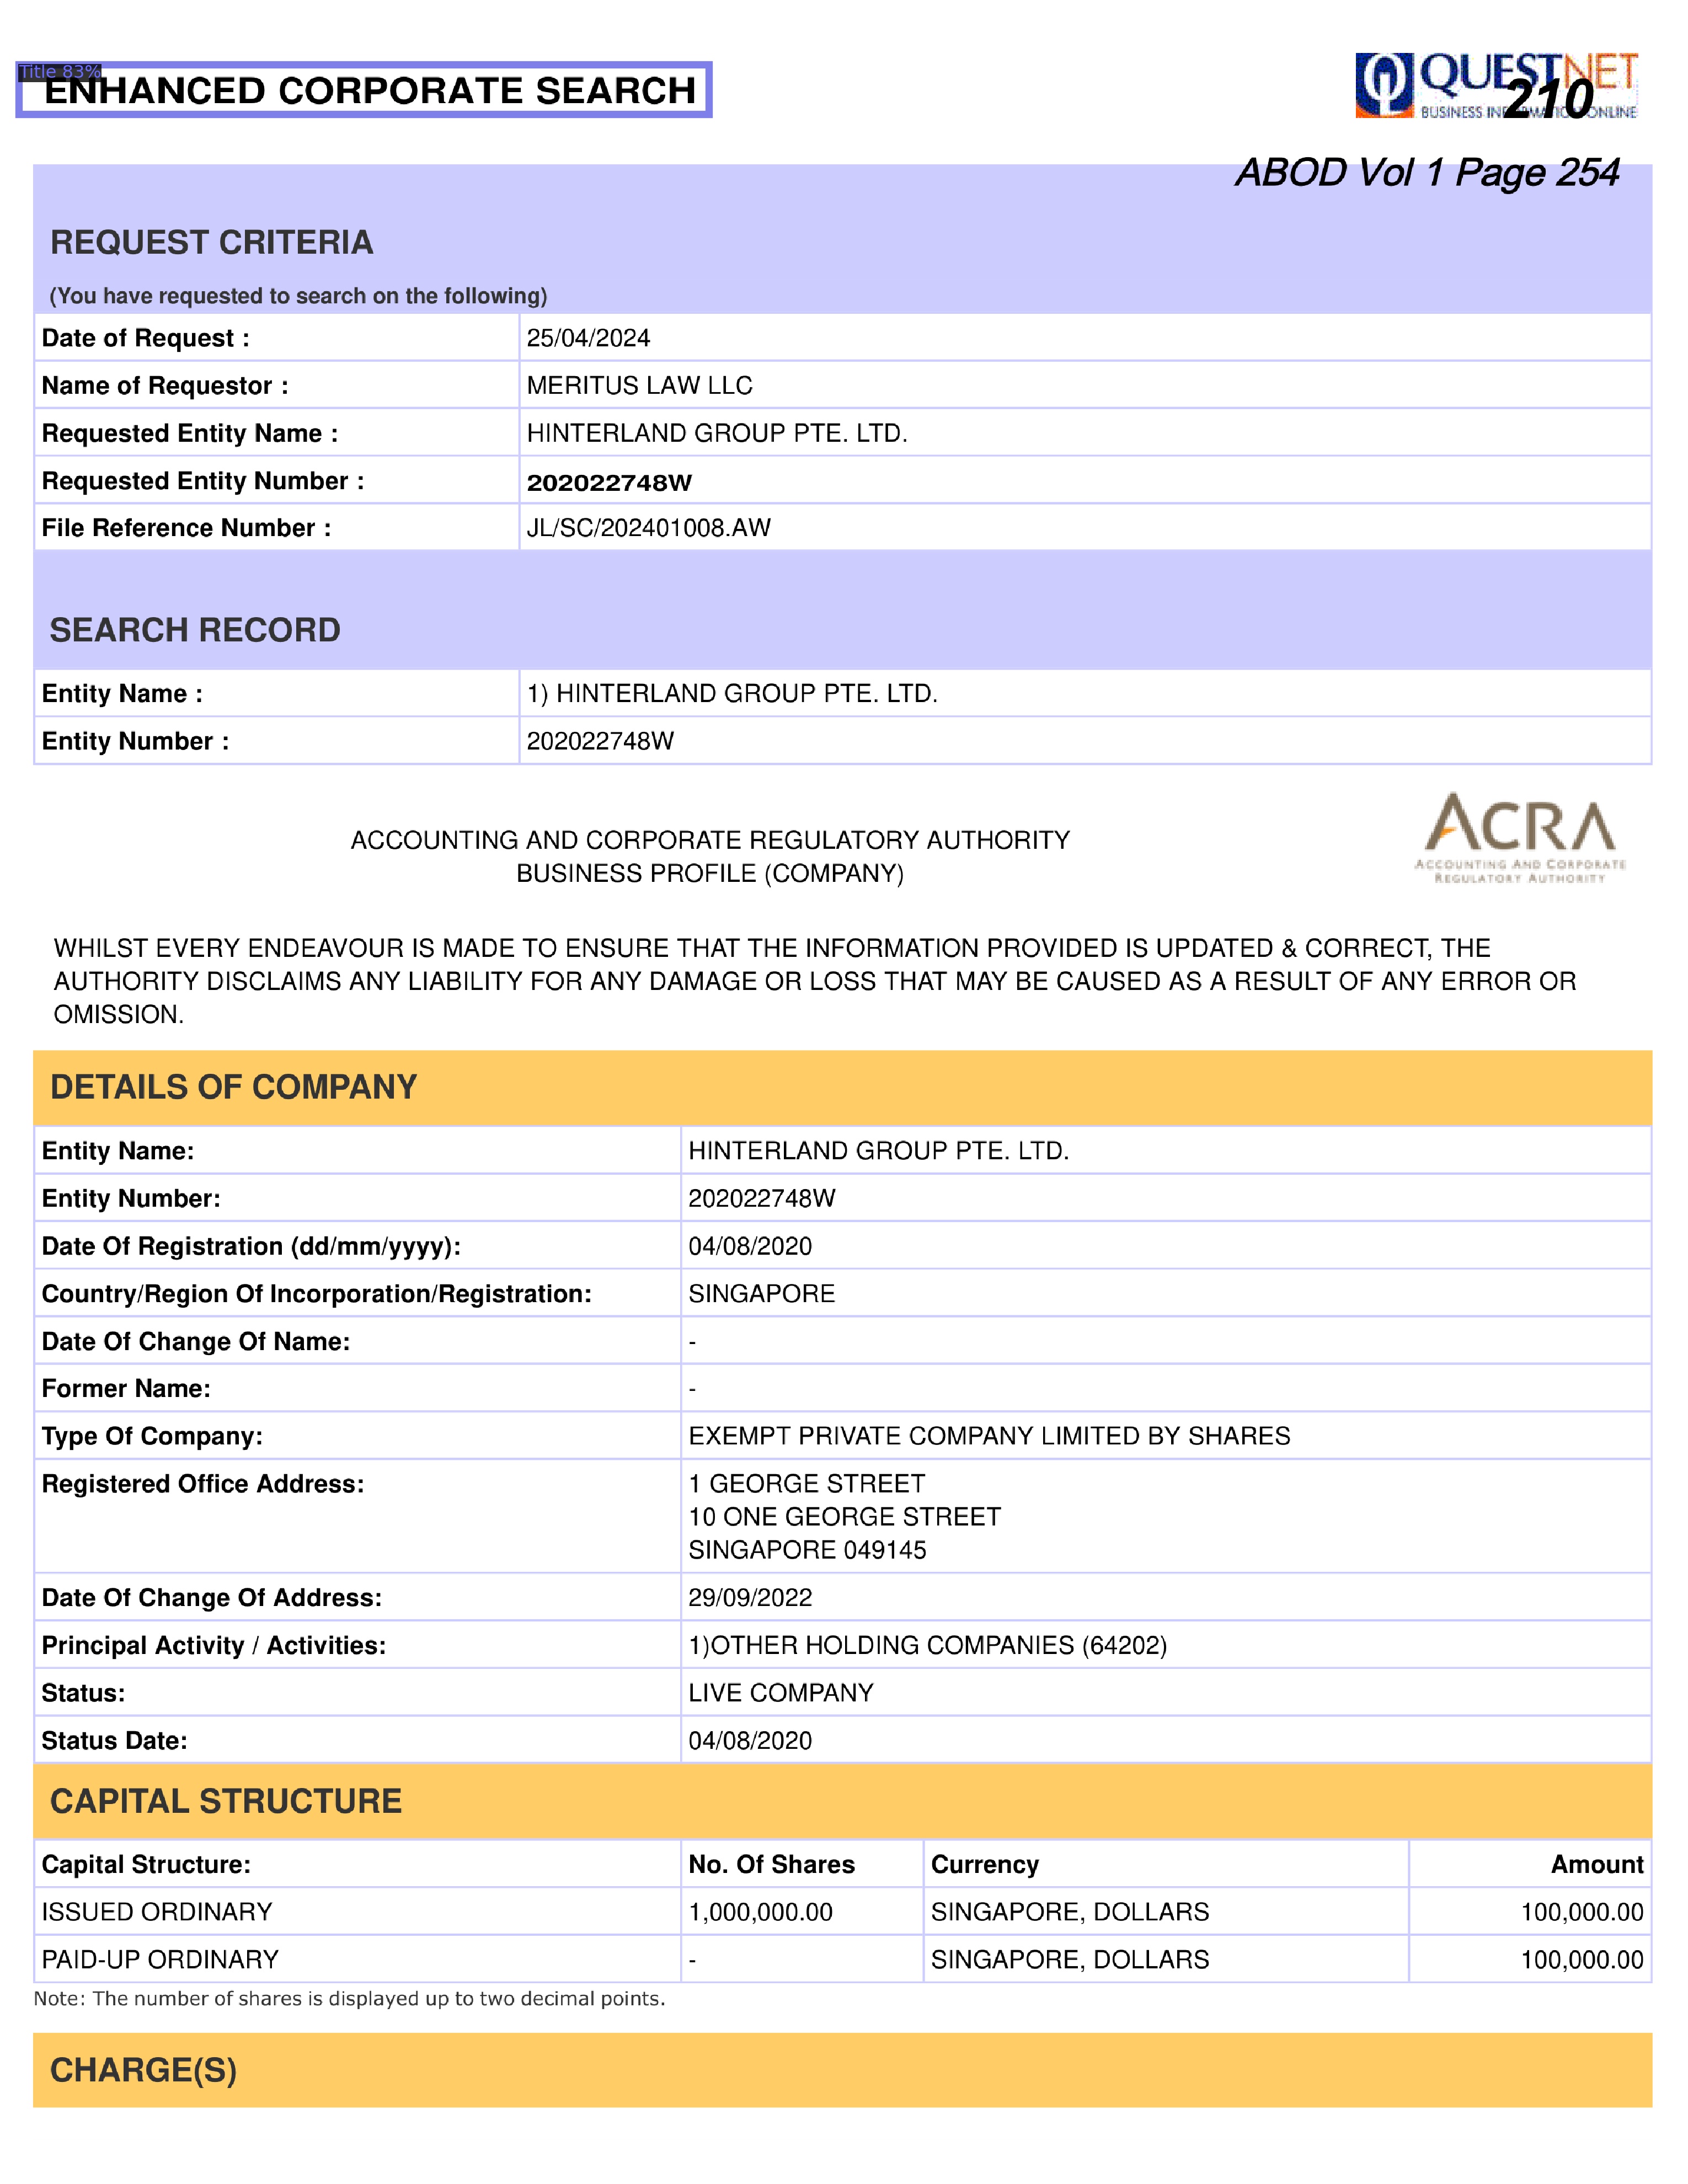 Title 83%
ENHANCED CORPORATE SEARCH
QUESTNET
BUSINESS INFORMATION ONLINE
210
ABOD Vol 1 Page 254
REQUEST CRITERIA
(You have requested to search on the following)
Date of Request : 25/04/2024
Name of Requestor : MERITUS LAW LLC
Requested Entity Name : HINTERLAND GROUP PTE. LTD.
Requested Entity Number : 202022748W
File Reference Number : JL/SC/202401008.AW
SEARCH RECORD
Entity Name : 1) HINTERLAND GROUP PTE. LTD.
Entity Number : 202022748W
ACRA
ACCOUNTING AND CORPORATE
REGULATORY AUTHORITY
ACCOUNTING AND CORPORATE REGULATORY AUTHORITY
BUSINESS PROFILE (COMPANY)
WHILST EVERY ENDEAVOUR IS MADE TO ENSURE THAT THE INFORMATION PROVIDED IS UPDATED & CORRECT, THE
AUTHORITY DISCLAIMS ANY LIABILITY FOR ANY DAMAGE OR LOSS THAT MAY BE CAUSED AS A RESULT OF ANY ERROR OR
OMISSION.
DETAILS OF COMPANY
Entity Name: HINTERLAND GROUP PTE. LTD.
Entity Number: 202022748W
Date Of Registration (dd/mm/yyyy): 04/08/2020
Country/Region Of Incorporation/Registration: SINGAPORE
Date Of Change Of Name: -
Former Name: -
Type Of Company: EXEMPT PRIVATE COMPANY LIMITED BY SHARES
Registered Office Address: 1 GEORGE STREET
10 ONE GEORGE STREET
SINGAPORE 049145
Date Of Change Of Address: 29/09/2022
Principal Activity / Activities: 1)OTHER HOLDING COMPANIES (64202)
Status: LIVE COMPANY
Status Date: 04/08/2020
CAPITAL STRUCTURE
Capital Structure: No. Of Shares Currency Amount
ISSUED ORDINARY 1,000,000.00 SINGAPORE, DOLLARS 100,000.00
PAID-UP ORDINARY - SINGAPORE, DOLLARS 100,000.00
Note: The number of shares is displayed up to two decimal points.
CHARGE(S)